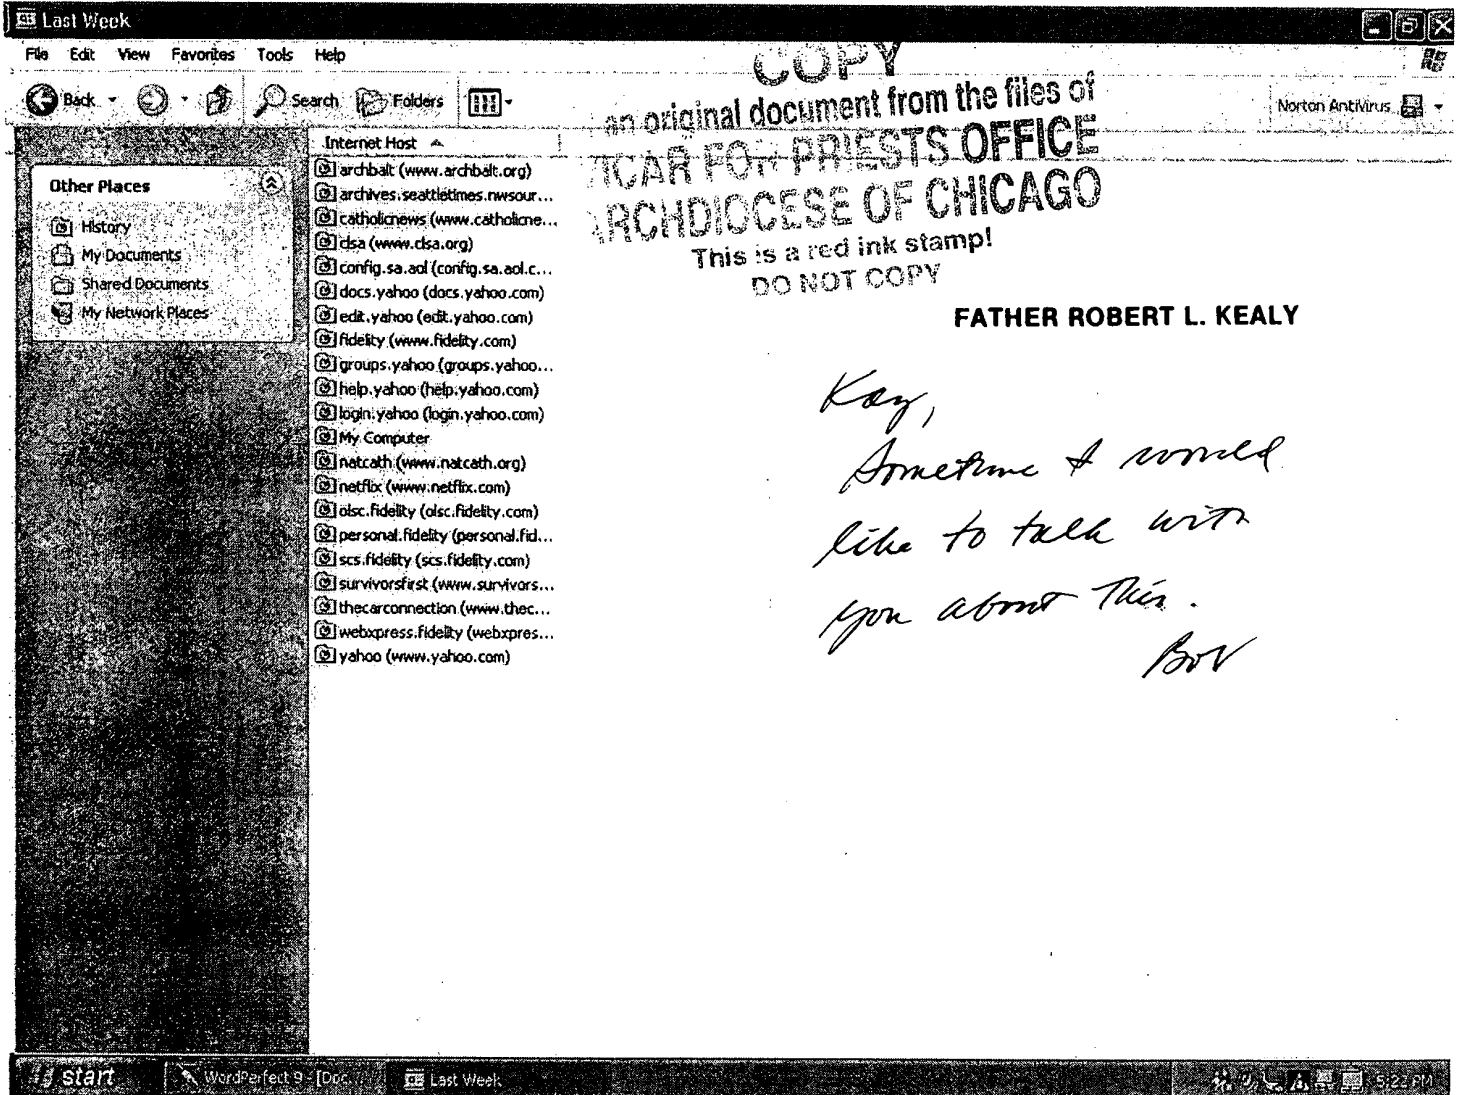 Last Week
File Edit View Favorites Tools Help
Back Search Folders Norton AntiVirus
COPY
an original document from the files of
VICAR FOR PRIESTS OFFICE
ARCHDIOCESE OF CHICAGO
This is a red ink stamp!
DO NOT COPY
Other Places
History
My Documents
Shared Documents
My Network Places
Internet Host
archbalt (www.archbalt.org)
archives.seattletimes.nwsour...
catholicnews (www.catholicne...
clsa (www.clsa.org)
config.sa.aol (config.sa.aol.c...
docs.yahoo (docs.yahoo.com)
edit.yahoo (edit.yahoo.com)
fidelity (www.fidelity.com)
groups.yahoo (groups.yahoo...
help.yahoo (help.yahoo.com)
login.yahoo (login.yahoo.com)
My Computer
natcath (www.natcath.org)
netflix (www.netflix.com)
olsc.fidelity (olsc.fidelity.com)
personal.fidelity (personal.fid...
scs.fidelity (scs.fidelity.com)
survivorsfirst (www.survivors...
thecarconnection (www.thec...
webxpress.fidelity (webxpres...
yahoo (www.yahoo.com)
FATHER ROBERT L. KEALY
Kay,
Sometime I would
like to talk with
you about this.
Bob
start WordPerfect 9 - [Doc... Last Week 5:22 PM